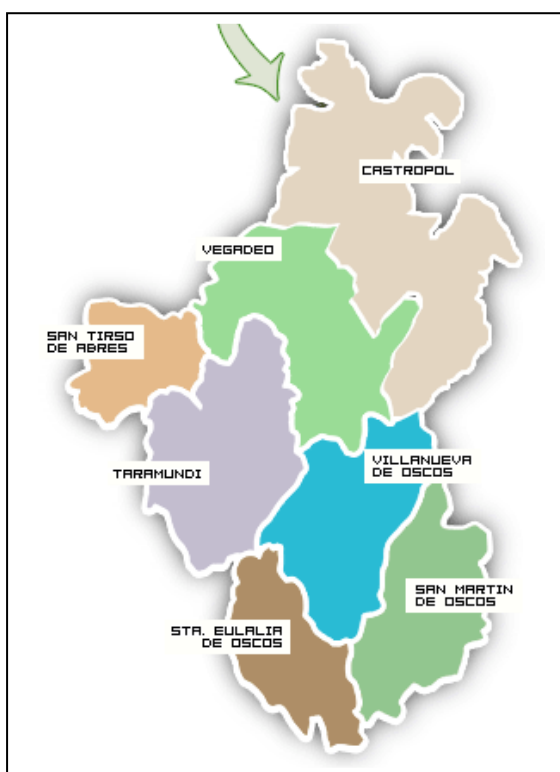 CASTROPOL
VEGADEO
SAN TIRSO
DE ABRES
TARAMUNDI
VILLANUEVA
DE OSCOS
SAN MARTIN
DE OSCOS
STA. EULALIA
DE OSCOS